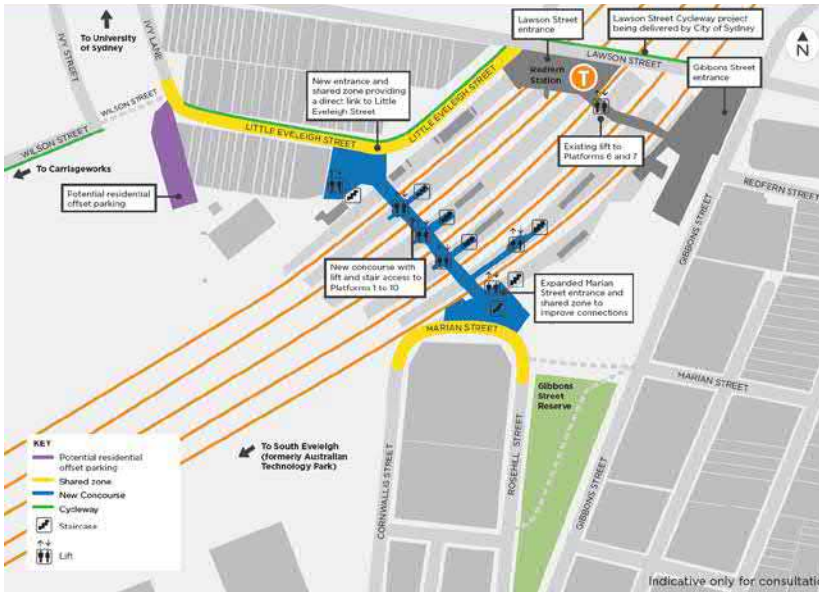 To University
of Sydney
IVY STREET
IVY LANE
Lawson Street
entrance
Lawson Street Cycleway project
being delivered by City of Sydney
N
LAWSON STREET
Gibbons Street
entrance
Redfern
Station
T
New entrance and
shared zone providing
a direct link to Little
Eveleigh Street
WILSON STREET
WILSON STREET
LITTLE EVELEIGH STREET
LITTLE EVELEIGH STREET
To Carriageworks
Existing lift to
Platforms 6 and 7
REDFERN STREET
GIBBONS STREET
Potential residential
offset parking
New concourse with
lift and stair access to
Platforms 1 to 10
Expanded Marian
Street entrance and
shared zone to
improve connections
MARIAN STREET
MARIAN STREET
Gibbons
Street
Reserve
To South Eveleigh
(formerly Australian
Technology Park)
CORNWALLIS STREET
ROSEHILL STREET
GIBBONS STREET
KEY
Potential residential
offset parking
Shared zone
New Concourse
Cycleway
Staircase
Lift
Indicative only for consultatio